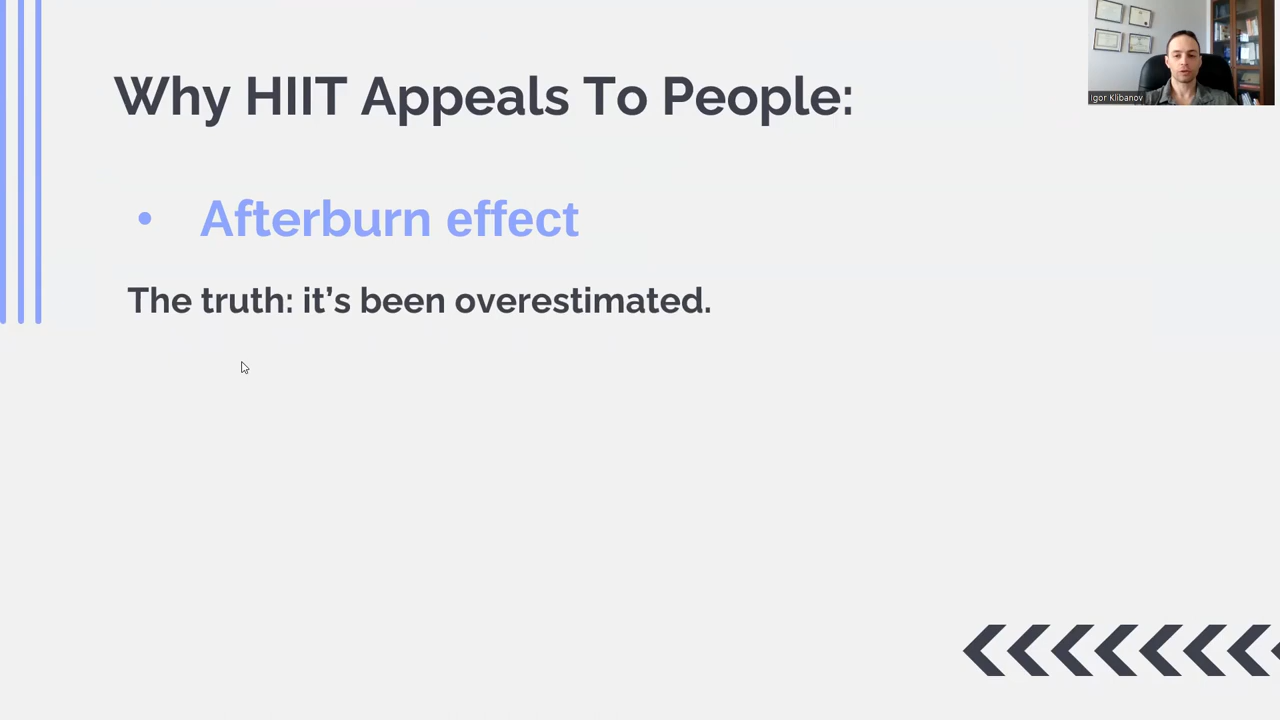 Why HIIT Appeals To People:
• Afterburn effect
The truth: it’s been overestimated.
Igor Klibanov